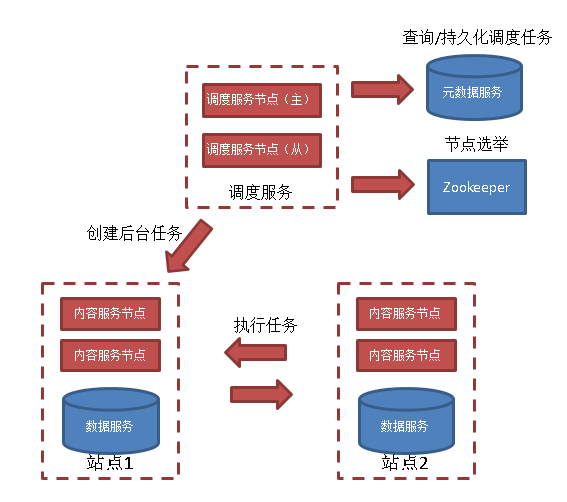 查询/持久化调度任务
调度服务节点（主）
元数据服务
调度服务节点（从）
节点选举
Zookeeper
调度服务
创建后台任务
内容服务节点
内容服务节点
数据服务
站点1
执行任务
内容服务节点
内容服务节点
数据服务
站点2